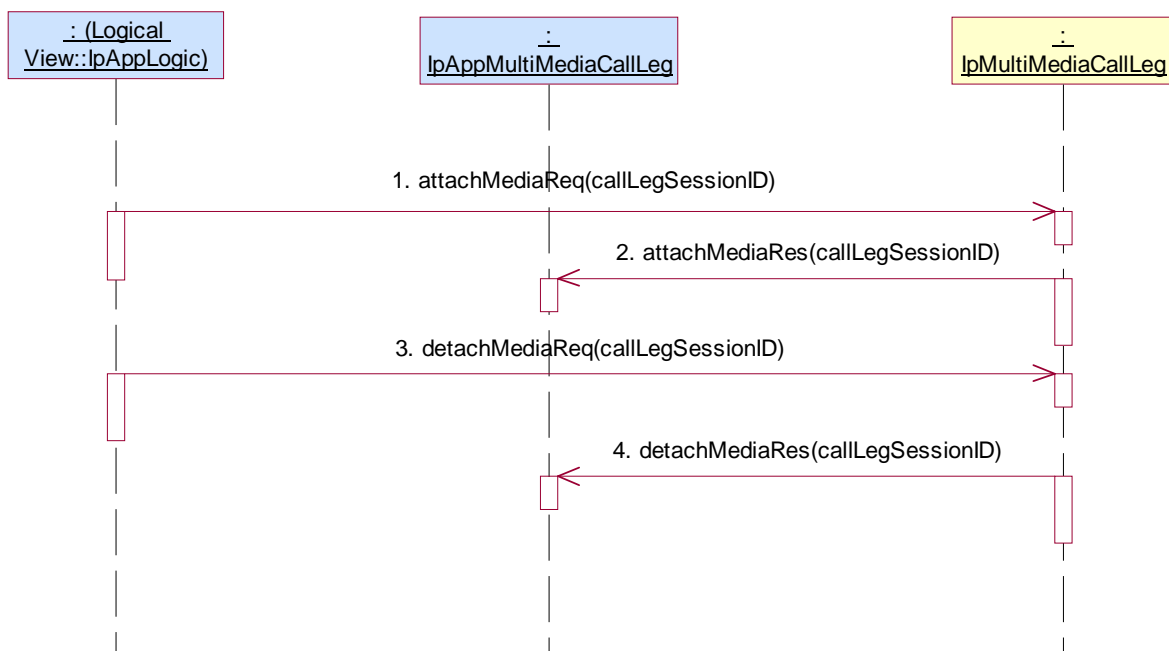 : (Logical
View::IpAppLogic)
:
IpAppMultiMediaCallLeg
:
IpMultiMediaCallLeg
1. attachMediaReq(callLegSessionID)
2. attachMediaRes(callLegSessionID)
3. detachMediaReq(callLegSessionID)
4. detachMediaRes(callLegSessionID)